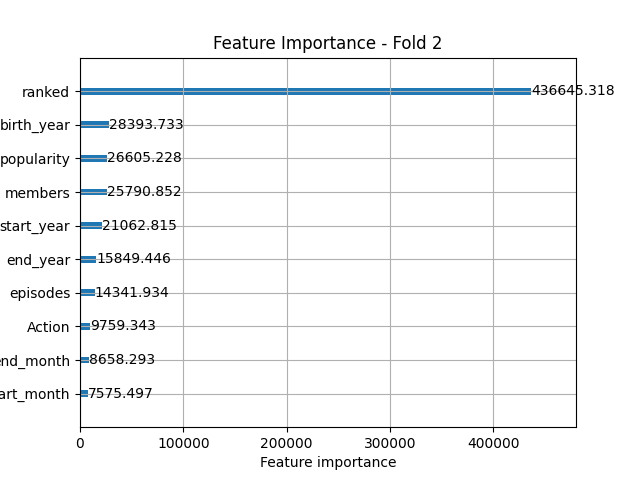 Feature Importance - Fold 2
ranked 436645.318
birth_year 28393.733
popularity 26605.228
members 25790.852
start_year 21062.815
end_year 15849.446
episodes 14341.934
Action 9759.343
end_month 8658.293
art_month 7575.497
0 100000 200000 300000 400000
Feature importance